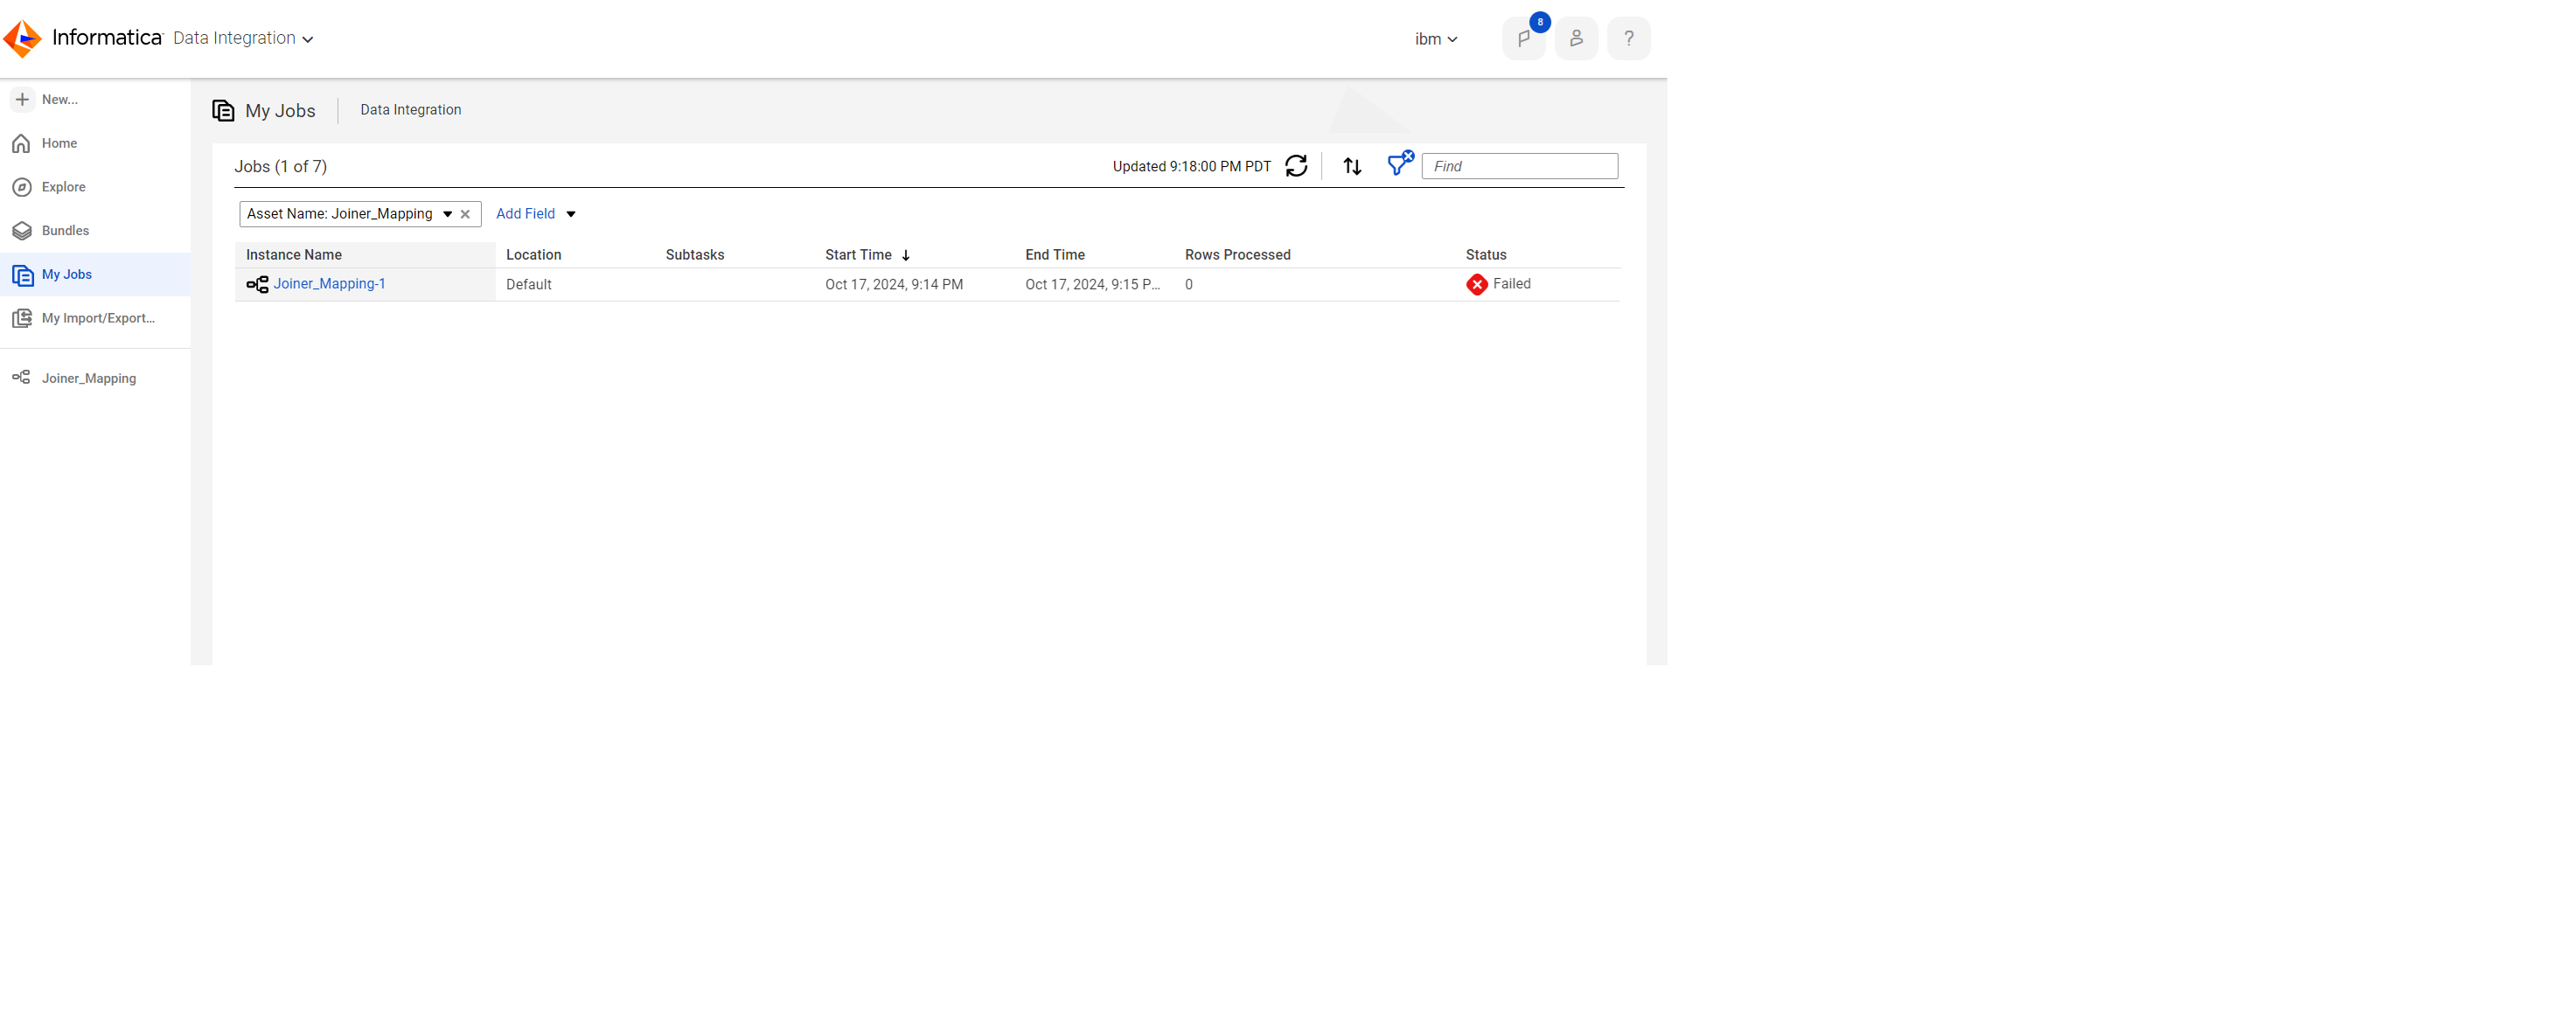 Informatica Data Integration
ibm
8
?
New...
Home
Explore
Bundles
My Jobs
My Import/Export...
Joiner_Mapping
My Jobs Data Integration
Jobs (1 of 7) Updated 9:18:00 PM PDT Find
Asset Name: Joiner_Mapping Add Field
Instance Name Location Subtasks Start Time End Time Rows Processed Status
Joiner_Mapping-1 Default Oct 17, 2024, 9:14 PM Oct 17, 2024, 9:15 P... 0 Failed